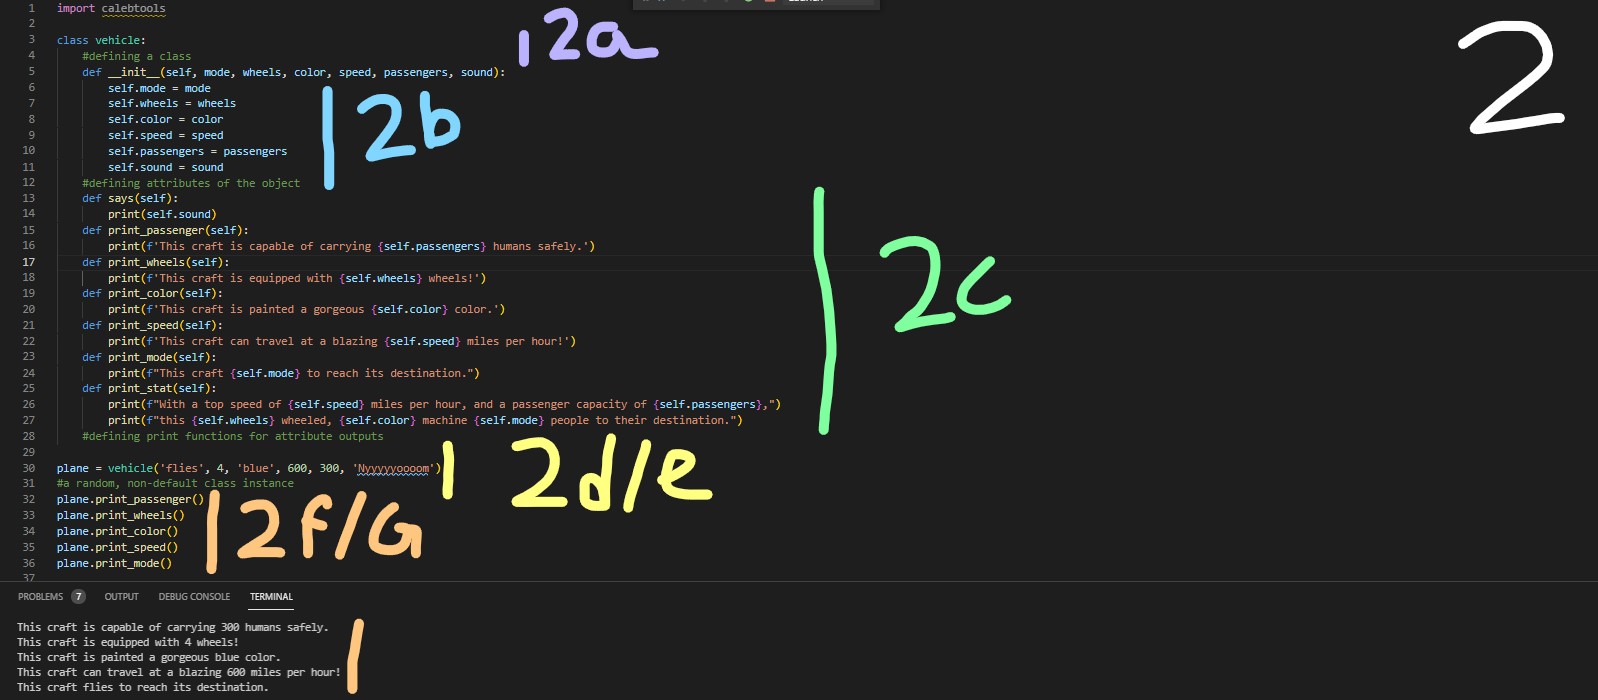 1 import calebtools
2
3 class vehicle:
4 #defining a class
5 def __init__(self, mode, wheels, color, speed, passengers, sound):
6 self.mode = mode
7 self.wheels = wheels
8 self.color = color
9 self.speed = speed
10 self.passengers = passengers
11 self.sound = sound
12 #defining attributes of the object
13 def says(self):
14 print(self.sound)
15 def print_passenger(self):
16 print(f'This craft is capable of carrying {self.passengers} humans safely.')
17 def print_wheels(self):
18 print(f'This craft is equipped with {self.wheels} wheels!')
19 def print_color(self):
20 print(f'This craft is painted a gorgeous {self.color} color.')
21 def print_speed(self):
22 print(f'This craft can travel at a blazing {self.speed} miles per hour!')
23 def print_mode(self):
24 print(f"This craft {self.mode} to reach its destination.")
25 def print_stat(self):
26 print(f"With a top speed of {self.speed} miles per hour, and a passenger capacity of {self.passengers},")
27 print(f"this {self.wheels} wheeled, {self.color} machine {self.mode} people to their destination.")
28 #defining print functions for attribute outputs
29
30 plane = vehicle('flies', 4, 'blue', 600, 300, 'Nyyyyyoooom')
31 #a random, non-default class instance
32 plane.print_passenger()
33 plane.print_wheels()
34 plane.print_color()
35 plane.print_speed()
36 plane.print_mode()
37
2a
2
2b
2c
2d/e
2f/G
PROBLEMS 7 OUTPUT DEBUG CONSOLE TERMINAL
This craft is capable of carrying 300 humans safely.
This craft is equipped with 4 wheels!
This craft is painted a gorgeous blue color.
This craft can travel at a blazing 600 miles per hour!
This craft flies to reach its destination.